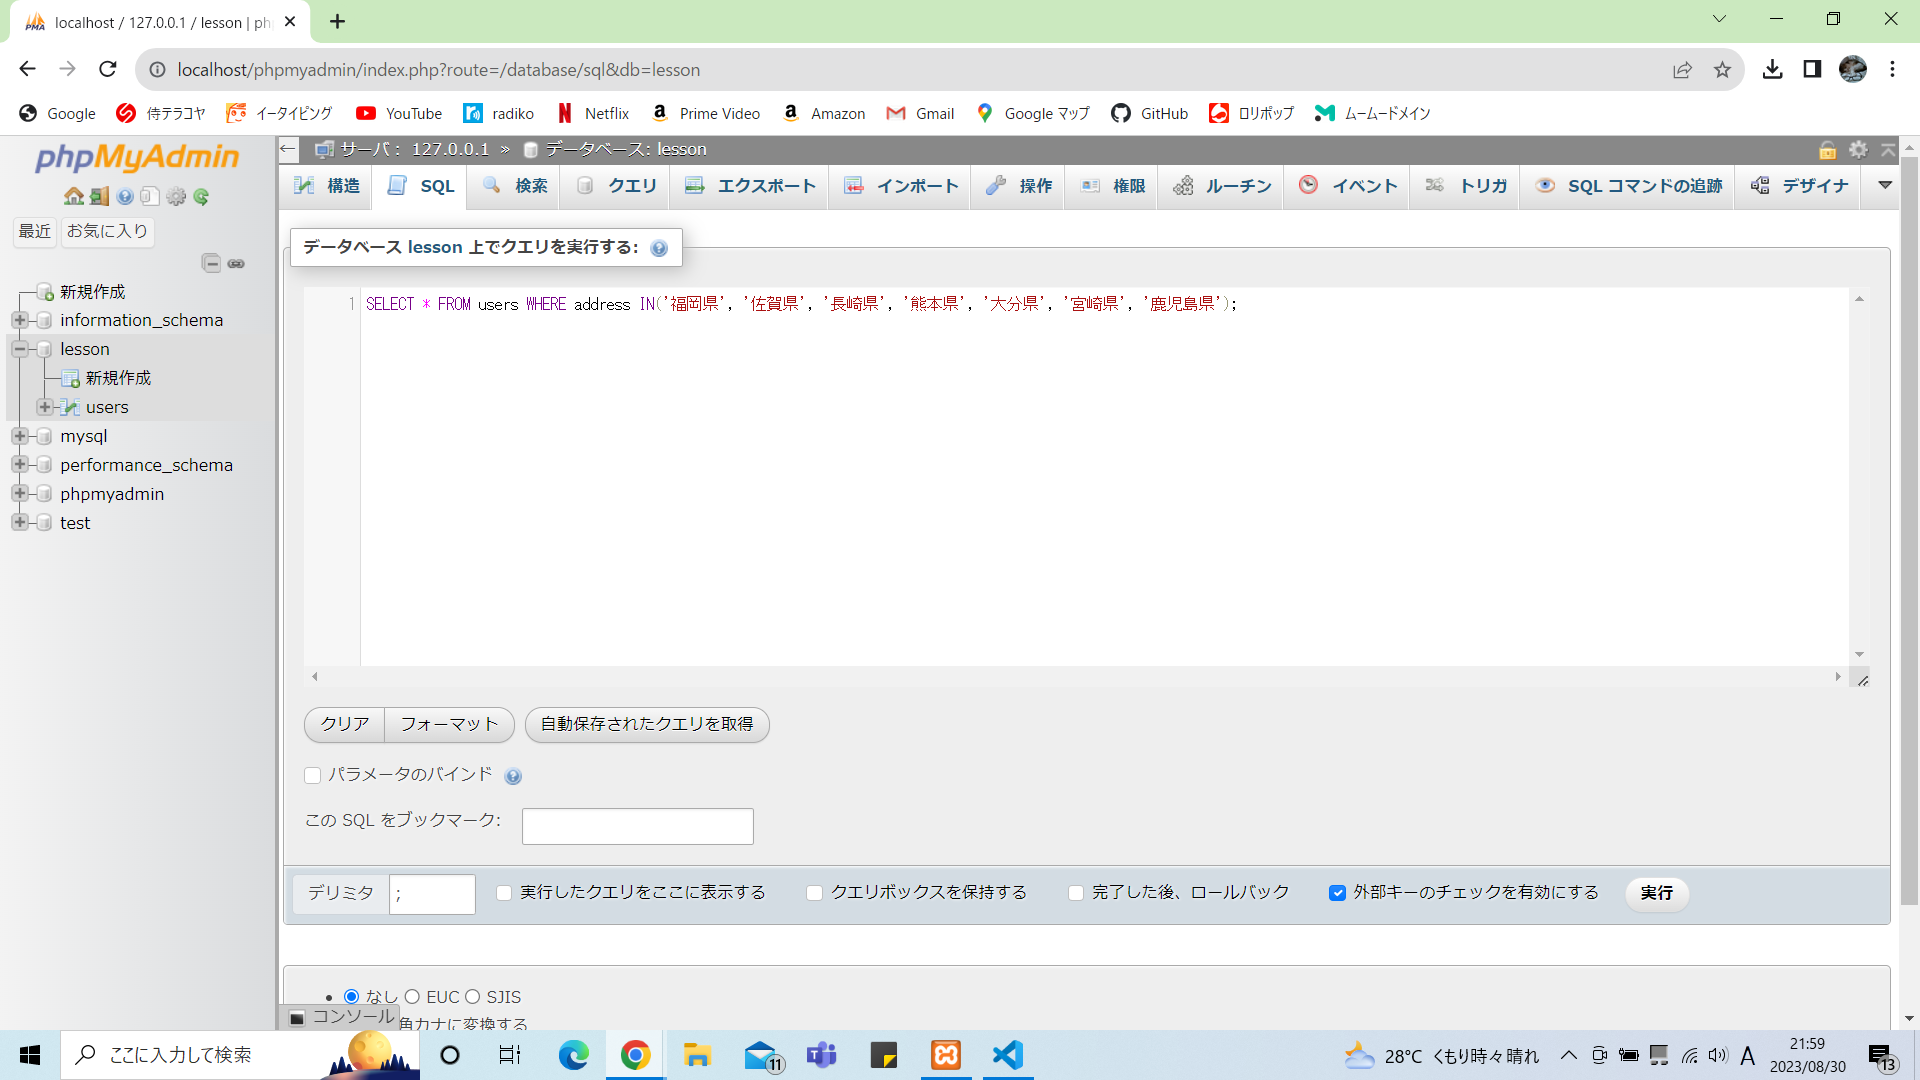 localhost / 127.0.0.1 / lesson | ph
localhost/phpmyadmin/index.php?route=/database/sql&db=lesson
Google 侍テラコヤ イータイピング YouTube radiko Netflix Prime Video Amazon Gmail Google マップ GitHub ロリポップ ムームードメイン
phpMyAdmin
最近 お気に入り
新規作成
information_schema
lesson
新規作成
users
mysql
performance_schema
phpmyadmin
test
サーバ: 127.0.0.1 » データベース: lesson
構造 SQL 検索 クエリ エクスポート インポート 操作 権限 ルーチン イベント トリガ SQL コマンドの追跡 デザイナ
データベース lesson 上でクエリを実行する:
1 SELECT * FROM users WHERE address IN('福岡県', '佐賀県', '長崎県', '熊本県', '大分県', '宮崎県', '鹿児島県');
クリア フォーマット 自動保存されたクエリを取得
パラメータのバインド
この SQL をブックマーク:
デリミタ ; 実行したクエリをここに表示する クエリボックスを保持する 完了した後、ロールバック 外部キーのチェックを有効にする 実行
なし EUC SJIS
コンソール 角カナに変換する
ここに入力して検索 11 28°C くもり時々晴れ A 21:59
2023/08/30 13